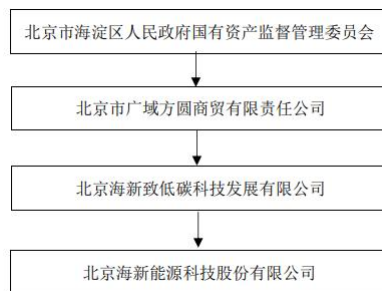 北京市海淀区人民政府国有资产监督管理委员会
北京市广域方圆商贸有限责任公司
北京海新致低碳科技发展有限公司
北京海新能源科技股份有限公司